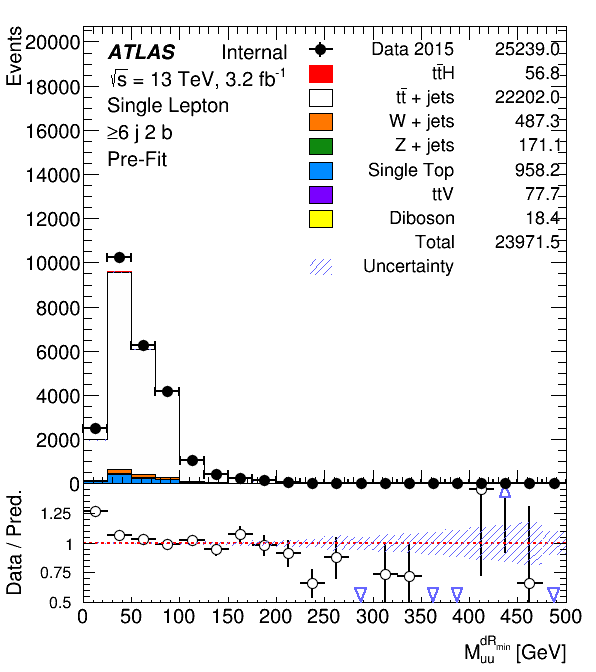 Events
20000
18000
16000
14000
12000
10000
8000
6000
4000
2000
0
ATLAS Internal
√s = 13 TeV, 3.2 fb⁻¹
Single Lepton
≥6 j 2 b
Pre-Fit
Data 2015 25239.0
tt̄H 56.8
tt̄ + jets 22202.0
W + jets 487.3
Z + jets 171.1
Single Top 958.2
ttV 77.7
Diboson 18.4
Total 23971.5
Uncertainty
Data / Pred.
1.25
1
0.75
0.5
0 50 100 150 200 250 300 350 400 450 500
M_uu^dR_min [GeV]